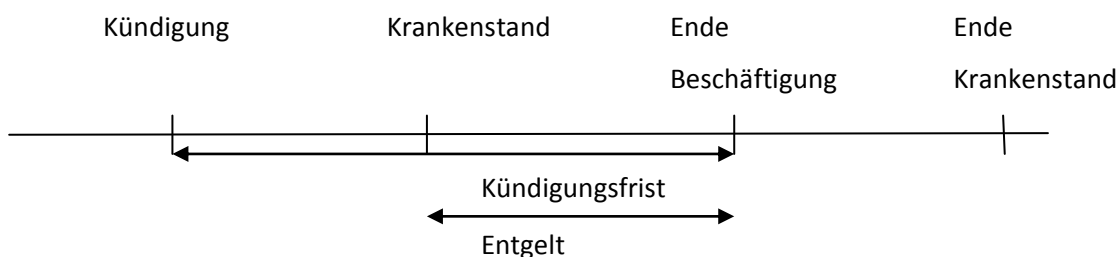 Kündigung Krankenstand Ende Ende
Beschäftigung Krankenstand
Kündigungsfrist
Entgelt